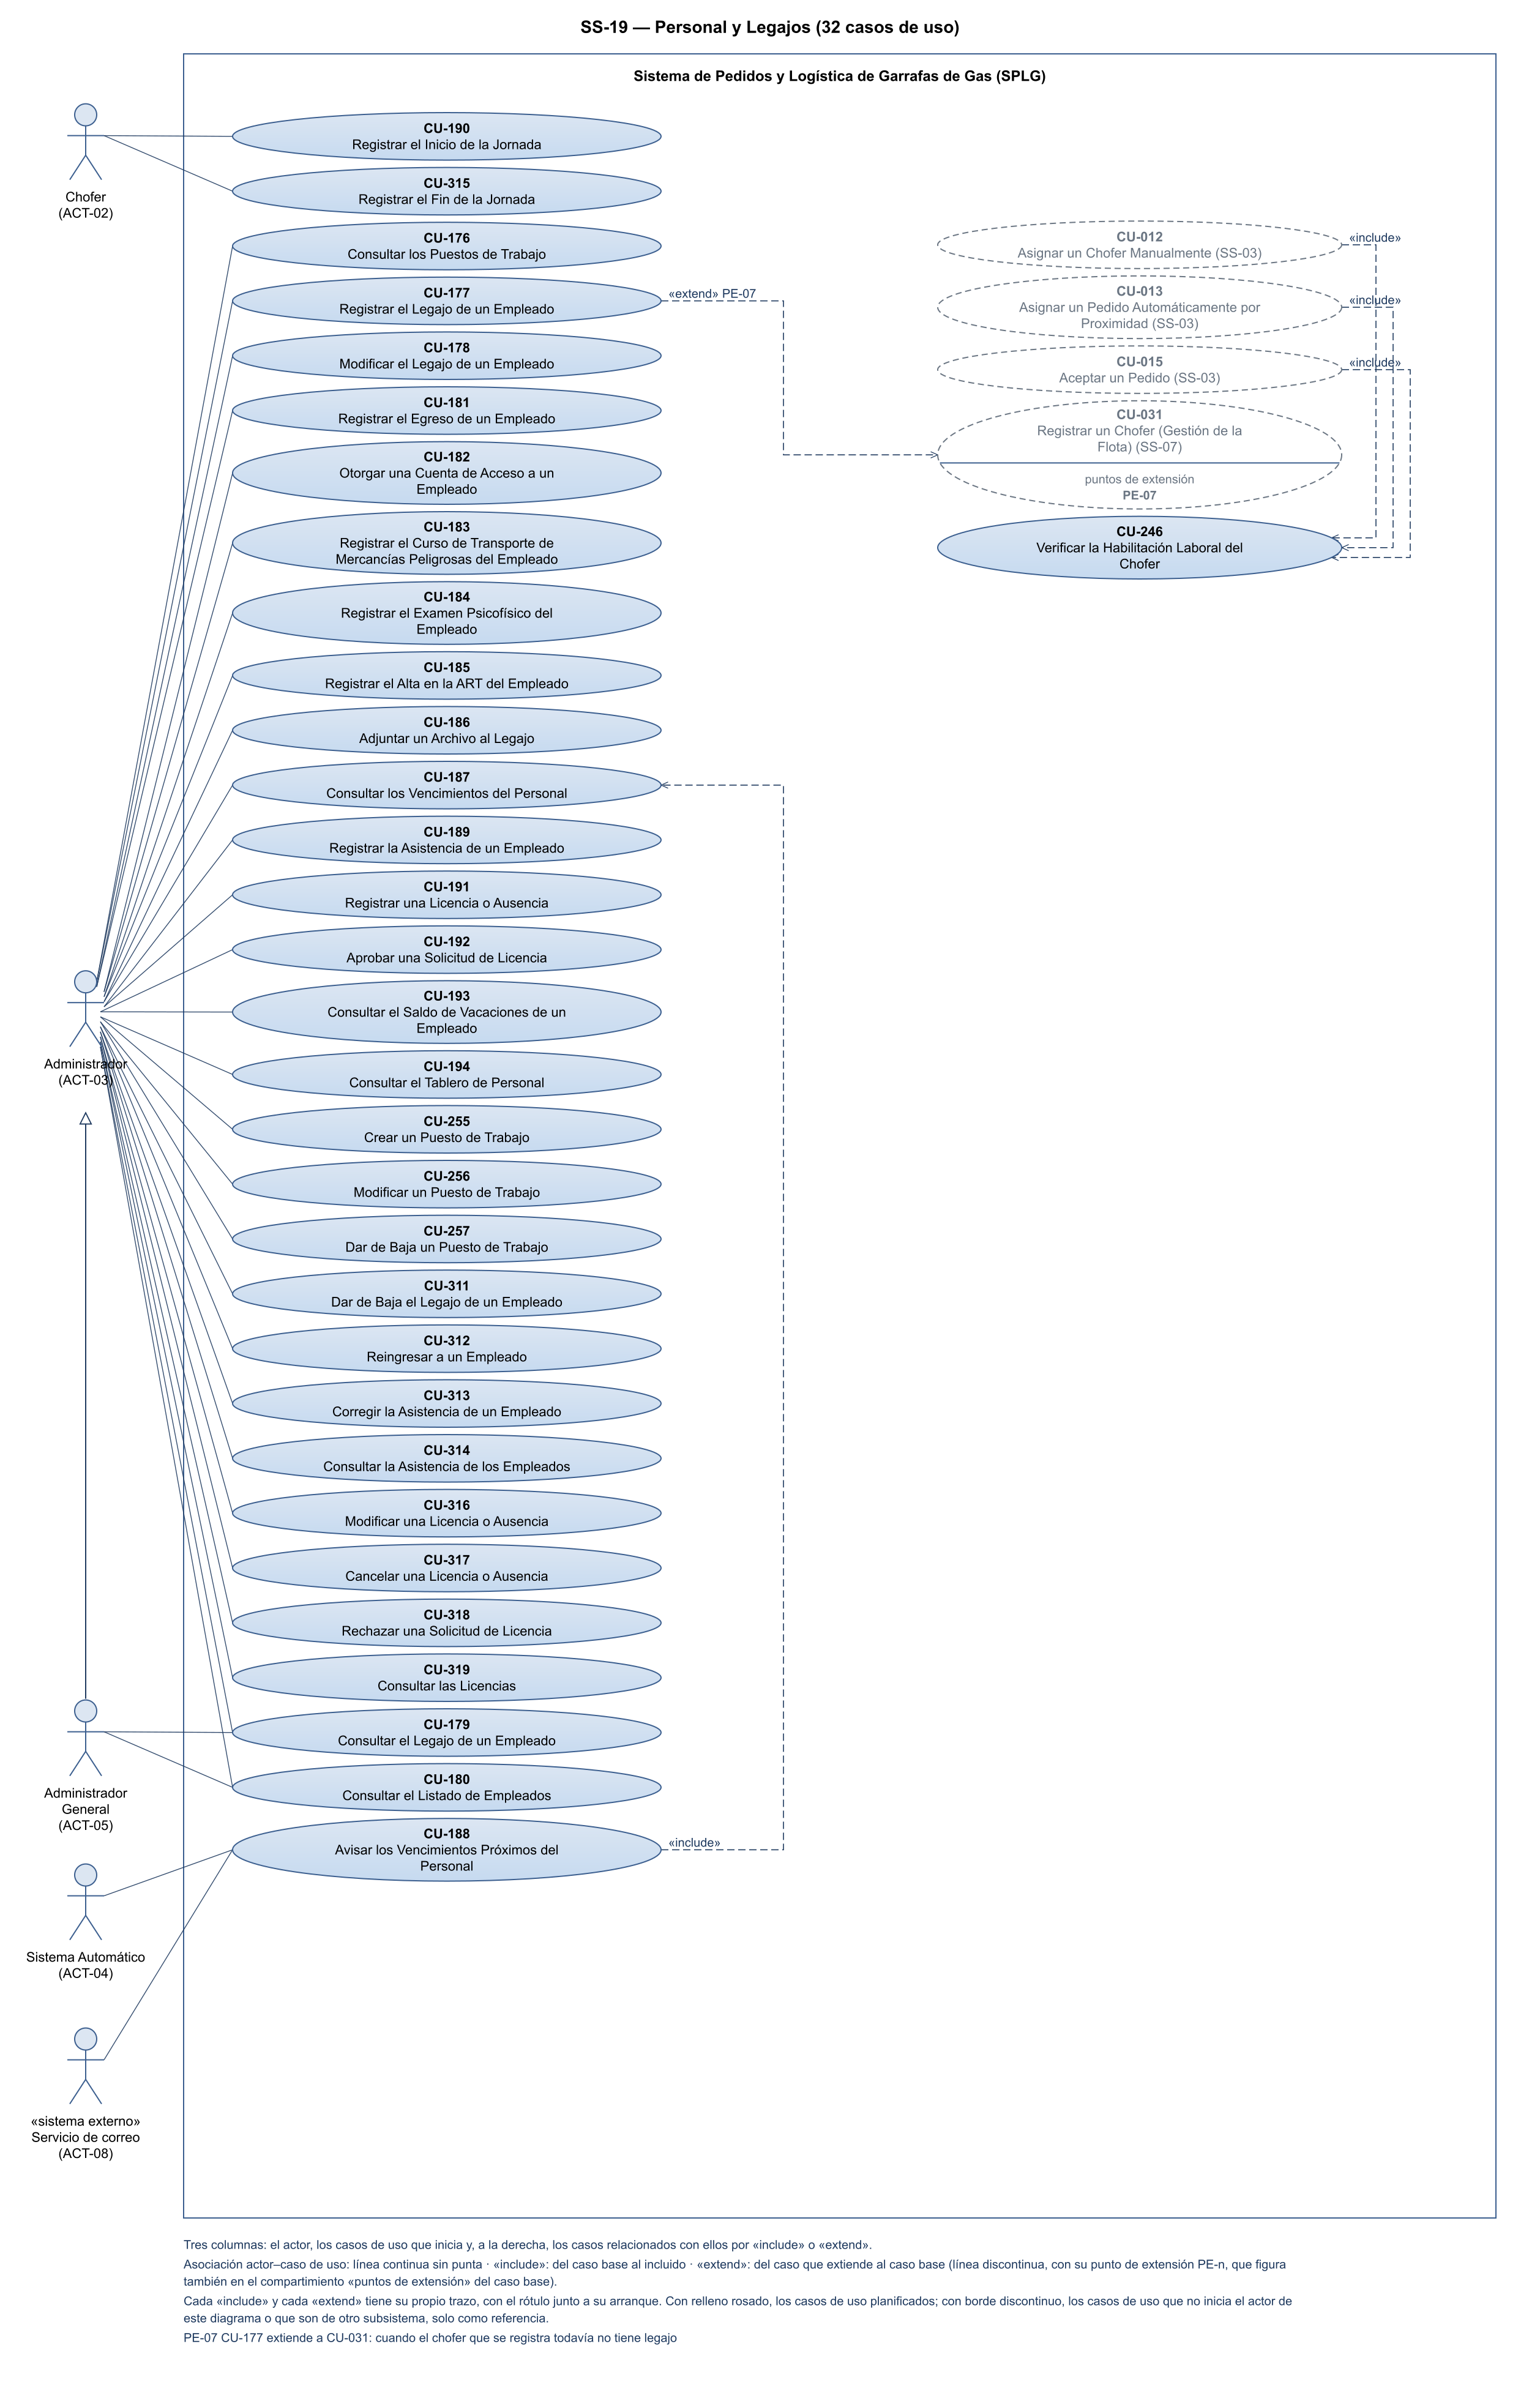 SS-19 — Personal y Legajos (32 casos de uso)
Sistema de Pedidos y Logística de Garrafas de Gas (SPLG)
Chofer
(ACT-02)
CU-190
Registrar el Inicio de la Jornada
CU-315
Registrar el Fin de la Jornada
CU-176
Consultar los Puestos de Trabajo
CU-177
Registrar el Legajo de un Empleado
«extend» PE-07
CU-178
Modificar el Legajo de un Empleado
CU-181
Registrar el Egreso de un Empleado
CU-182
Otorgar una Cuenta de Acceso a un
Empleado
CU-183
Registrar el Curso de Transporte de
Mercancías Peligrosas del Empleado
CU-184
Registrar el Examen Psicofísico del
Empleado
CU-185
Registrar el Alta en la ART del Empleado
CU-186
Adjuntar un Archivo al Legajo
CU-187
Consultar los Vencimientos del Personal
CU-189
Registrar la Asistencia de un Empleado
CU-191
Registrar una Licencia o Ausencia
CU-192
Aprobar una Solicitud de Licencia
CU-193
Consultar el Saldo de Vacaciones de un
Empleado
Administrador
(ACT-03)
CU-194
Consultar el Tablero de Personal
CU-255
Crear un Puesto de Trabajo
CU-256
Modificar un Puesto de Trabajo
CU-257
Dar de Baja un Puesto de Trabajo
CU-311
Dar de Baja el Legajo de un Empleado
CU-312
Reingresar a un Empleado
CU-313
Corregir la Asistencia de un Empleado
CU-314
Consultar la Asistencia de los Empleados
CU-316
Modificar una Licencia o Ausencia
CU-317
Cancelar una Licencia o Ausencia
CU-318
Rechazar una Solicitud de Licencia
CU-319
Consultar las Licencias
CU-179
Consultar el Legajo de un Empleado
CU-180
Consultar el Listado de Empleados
Administrador
General
(ACT-05)
CU-188
Avisar los Vencimientos Próximos del
Personal
«include»
Sistema Automático
(ACT-04)
«sistema externo»
Servicio de correo
(ACT-08)
CU-012
Asignar un Chofer Manualmente (SS-03)
«include»
CU-013
Asignar un Pedido Automáticamente por
Proximidad (SS-03)
«include»
CU-015
Aceptar un Pedido (SS-03)
«include»
CU-031
Registrar un Chofer (Gestión de la
Flota) (SS-07)
puntos de extensión
PE-07
CU-246
Verificar la Habilitación Laboral del
Chofer
Tres columnas: el actor, los casos de uso que inicia y, a la derecha, los casos relacionados con ellos por «include» o «extend».
Asociación actor–caso de uso: línea continua sin punta · «include»: del caso base al incluido · «extend»: del caso que extiende al caso base (línea discontinua, con su punto de extensión PE-n, que figura
también en el compartimiento «puntos de extensión» del caso base).
Cada «include» y cada «extend» tiene su propio trazo, con el rótulo junto a su arranque. Con relleno rosado, los casos de uso planificados; con borde discontinuo, los casos de uso que no inicia el actor de
este diagrama o que son de otro subsistema, solo como referencia.
PE-07 CU-177 extiende a CU-031: cuando el chofer que se registra todavía no tiene legajo